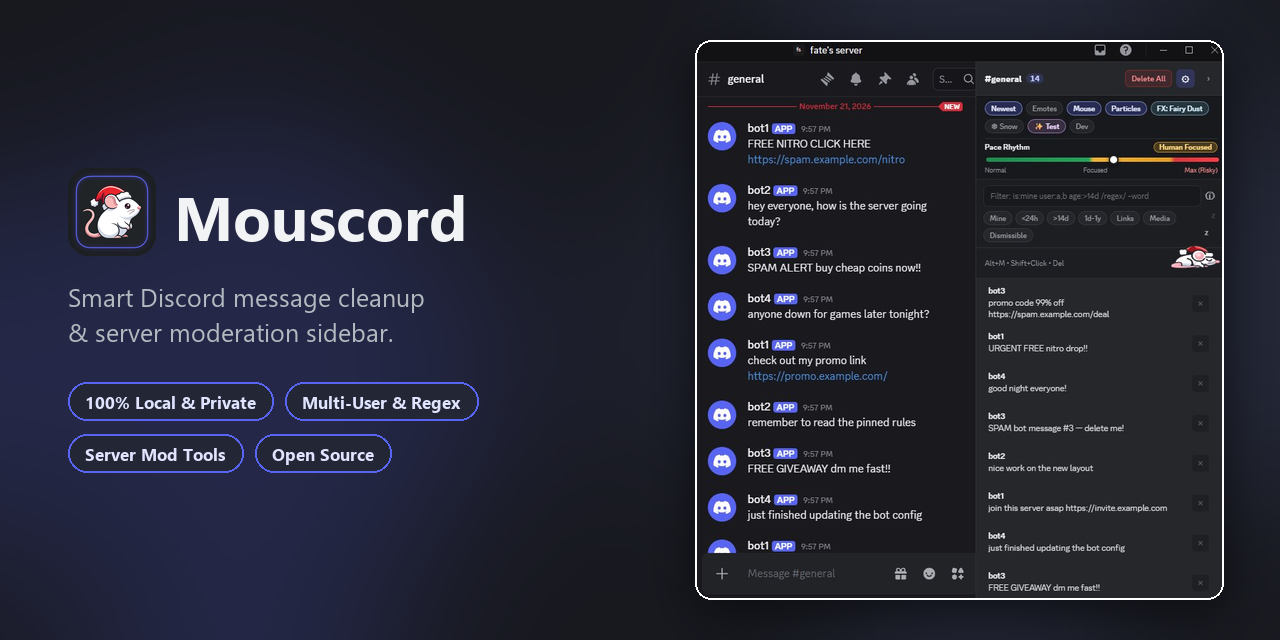 Mouscord
Smart Discord message cleanup
& server moderation sidebar.
100% Local & Private
Multi-User & Regex
Server Mod Tools
Open Source
fate's server
# general
S...
November 21, 2026
NEW
bot1 APP 9:57 PM
FREE NITRO CLICK HERE
https://spam.example.com/nitro
bot2 APP 9:57 PM
hey everyone, how is the server going
today?
bot3 APP 9:57 PM
SPAM ALERT buy cheap coins now!!
bot4 APP 9:57 PM
anyone down for games later tonight?
bot1 APP 9:57 PM
check out my promo link
https://promo.example.com/
bot2 APP 9:57 PM
remember to read the pinned rules
bot3 APP 9:57 PM
FREE GIVEAWAY dm me fast!!
bot4 APP 9:57 PM
just finished updating the bot config
bot1 APP 9:57 PM
Message #general
#general 14
Delete All
Newest Emotes Mouse Particles FX: Fairy Dust
❄ Snow ✨ Test Dev
Pace Rhythm
Human Focused
Normal Focused Max (Risky)
Filter: is:mine user:a,b age:>14d /regex/ -word
Mine <24h >14d 1d-1y Links Media
Dismissible
z
z
Alt+M • Shift+Click • Del
bot3
promo code 99% off
https://spam.example.com/deal
bot1
URGENT FREE nitro drop!!
bot4
good night everyone!
bot3
SPAM bot message #3 — delete me!
bot2
nice work on the new layout
bot1
join this server asap https://invite.example.com
bot4
just finished updating the bot config
bot3
FREE GIVEAWAY dm me fast!!